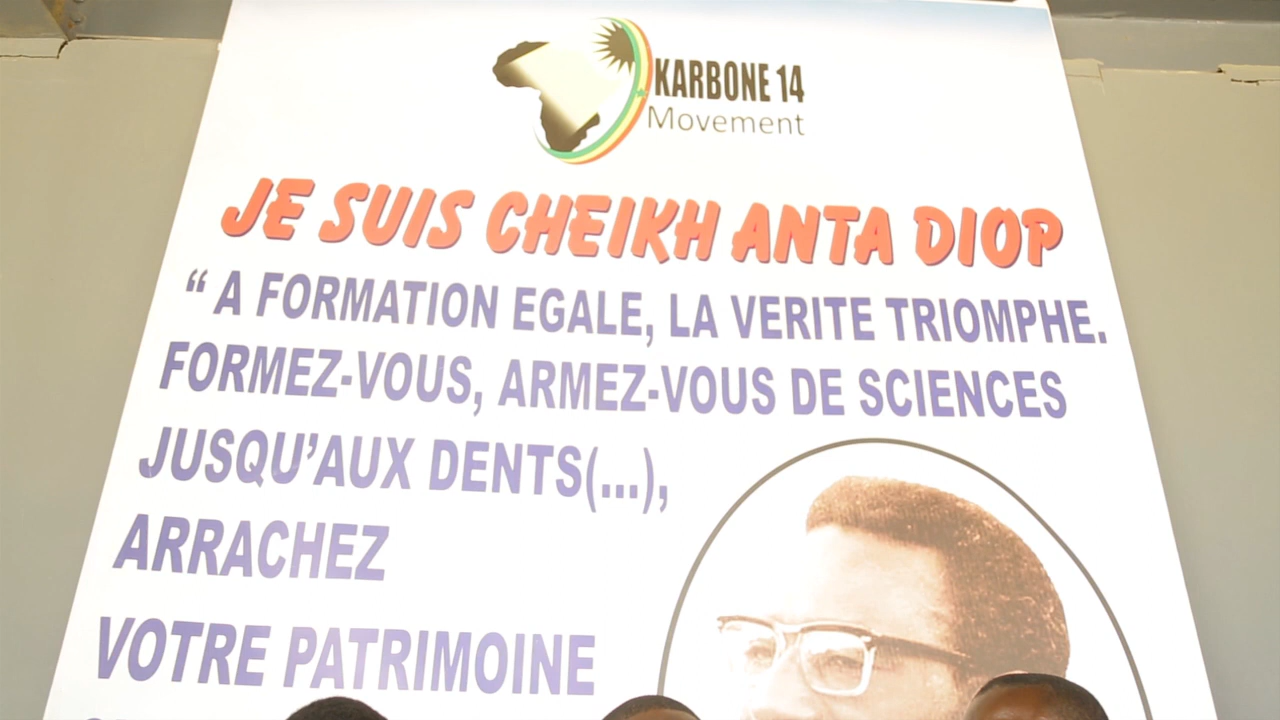 KARBONE 14
Movement
JE SUIS CHEIKH ANTA DIOP
“ A FORMATION EGALE, LA VERITE TRIOMPHE.
FORMEZ-VOUS, ARMEZ-VOUS DE SCIENCES
JUSQU’AUX DENTS(...),
ARRACHEZ
VOTRE PATRIMOINE